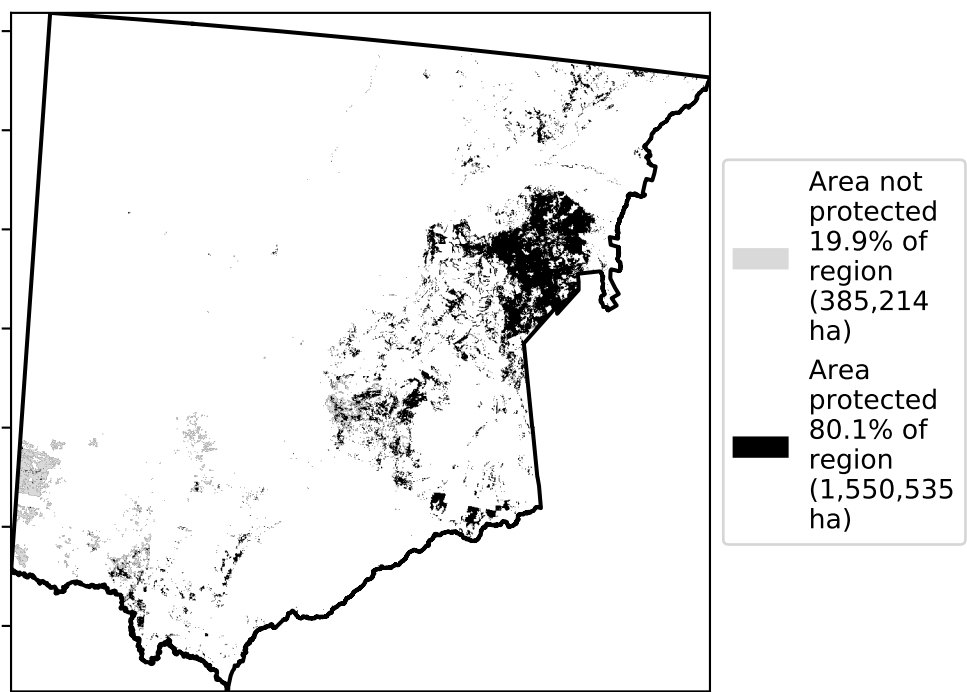 Area not
protected
19.9% of
region
(385,214
ha)
Area
protected
80.1% of
region
(1,550,535
ha)